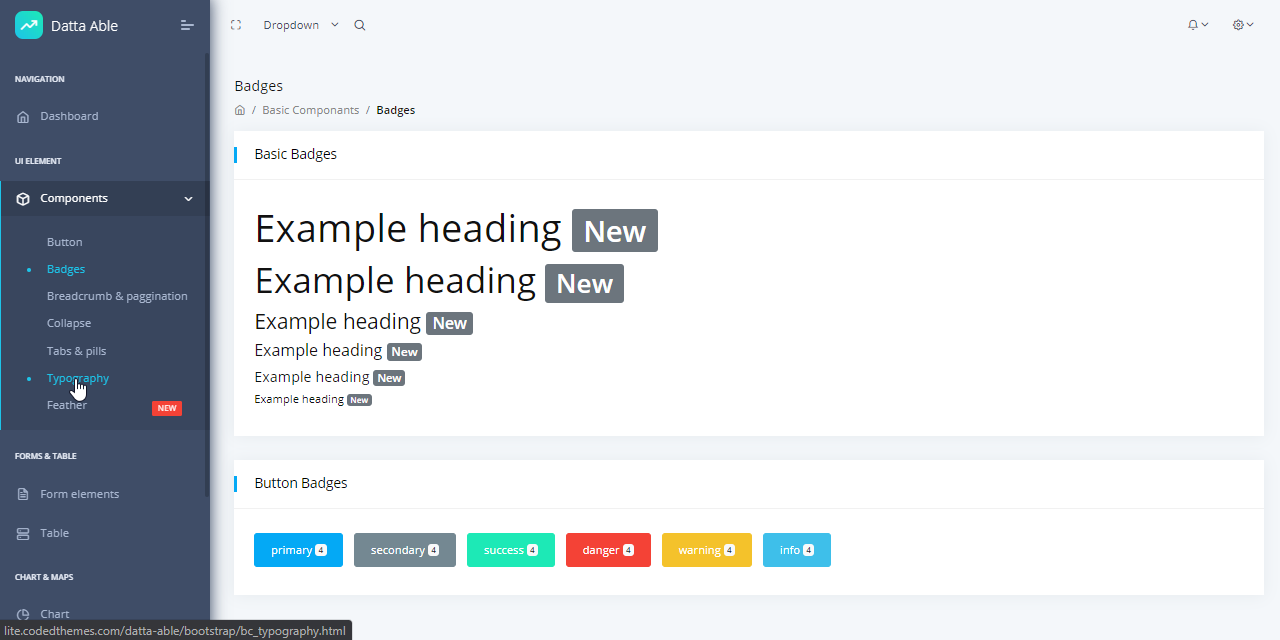 Datta Able
Dropdown
NAVIGATION
Dashboard
UI ELEMENT
Components
Button
Badges
Breadcrumb & paggination
Collapse
Tabs & pills
Typography
Feather NEW
FORMS & TABLE
Form elements
Table
CHART & MAPS
Chart
Badges
/ Basic Componants / Badges
Basic Badges
Example heading New
Example heading New
Example heading New
Example heading New
Example heading New
Example heading New
Button Badges
primary 4 secondary 4 success 4 danger 4 warning 4 info 4
lite.codedthemes.com/datta-able/bootstrap/bc_typography.html